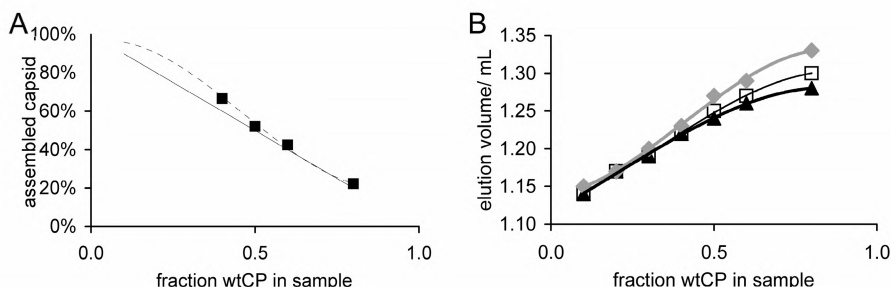 A
assembled capsid
100%
80%
60%
40%
20%
0%
0.0 0.5 1.0
fraction wtCP in sample
B
elution volume/ mL
1.35
1.30
1.25
1.20
1.15
1.10
0.0 0.5 1.0
fraction wtCP in sample